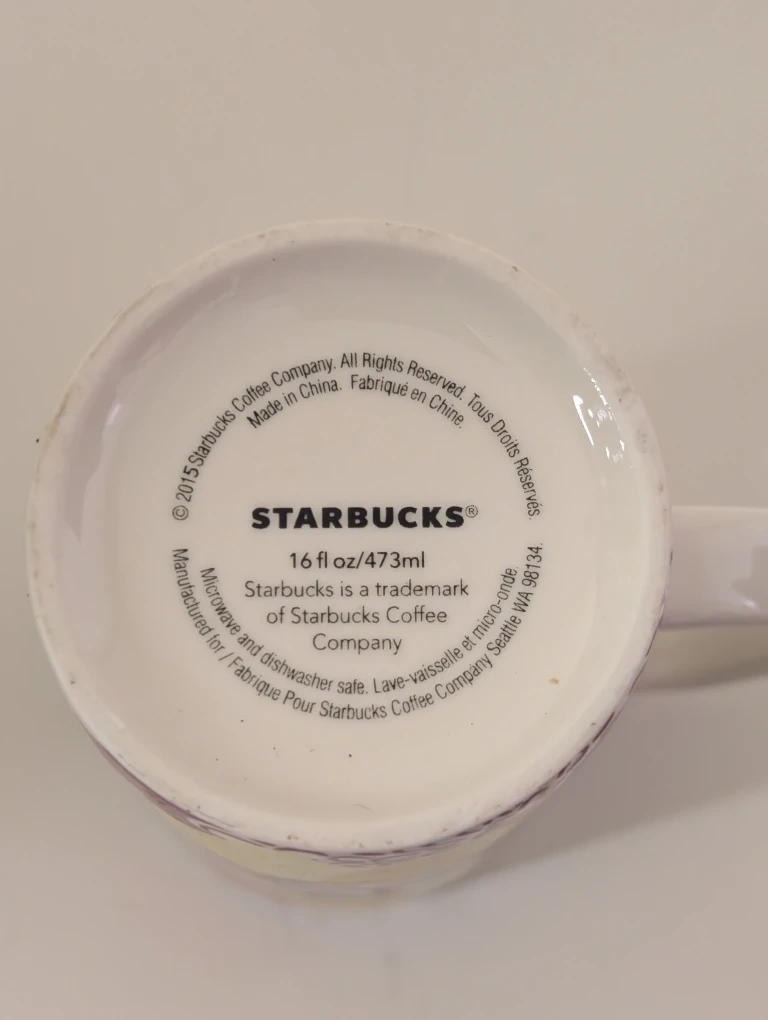 © 2015 Starbucks Coffee Company. All Rights Reserved. Tous Droits Réservés.
Made in China. Fabriqué en Chine.
STARBUCKS®
16 fl oz/473ml
Starbucks is a trademark
of Starbucks Coffee
Company
Microwave and dishwasher safe. Lave-vaisselle et micro-onde.
Manufactured for / Fabrique Pour Starbucks Coffee Company Seattle WA 98134.